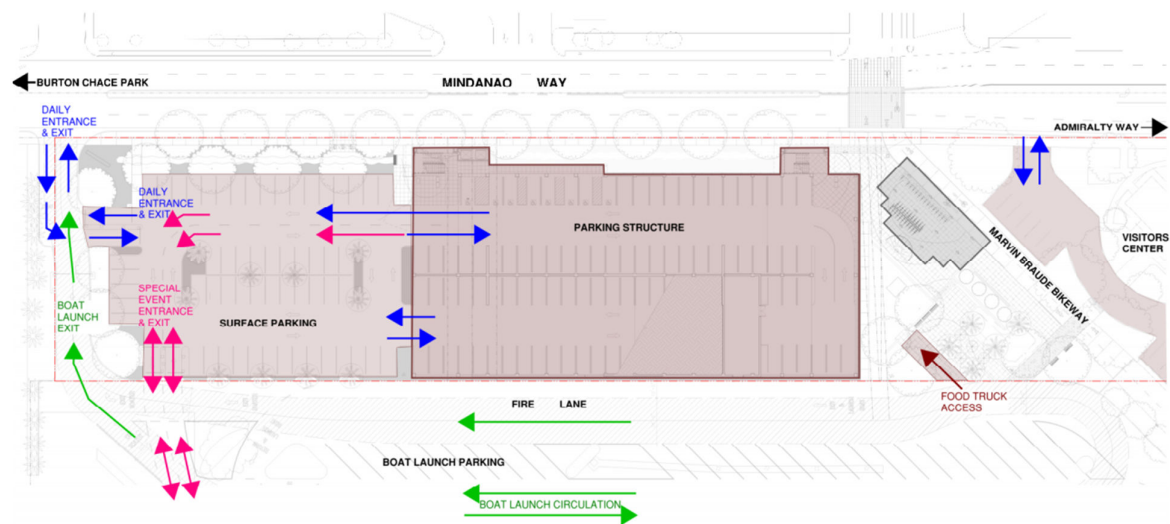 BURTON CHACE PARK
MINDANAO WAY
DAILY
ENTRANCE
& EXIT
ADMIRALTY WAY
DAILY
ENTRANCE
& EXIT
PARKING STRUCTURE
MARVIN BRAUDE BIKEWAY
VISITORS
CENTER
SPECIAL
EVENT
ENTRANCE
& EXIT
BOAT
LAUNCH
EXIT
SURFACE PARKING
FOOD TRUCK
ACCESS
FIRE LANE
BOAT LAUNCH PARKING
BOAT LAUNCH CIRCULATION